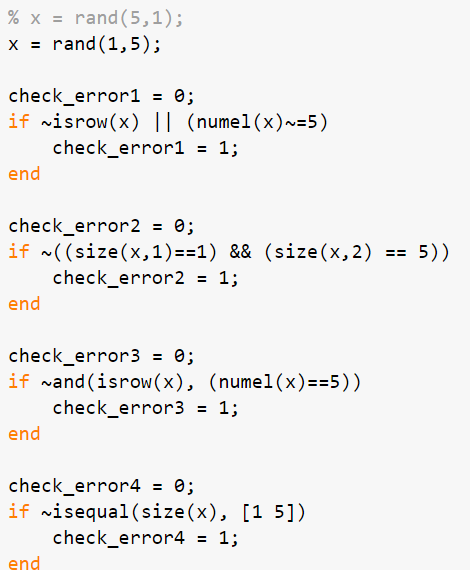 % x = rand(5,1);
x = rand(1,5);

check_error1 = 0;
if ~isrow(x) || (numel(x)~=5)
    check_error1 = 1;
end

check_error2 = 0;
if ~((size(x,1)==1) && (size(x,2) == 5))
    check_error2 = 1;
end

check_error3 = 0;
if ~and(isrow(x), (numel(x)==5))
    check_error3 = 1;
end

check_error4 = 0;
if ~isequal(size(x), [1 5])
    check_error4 = 1;
end